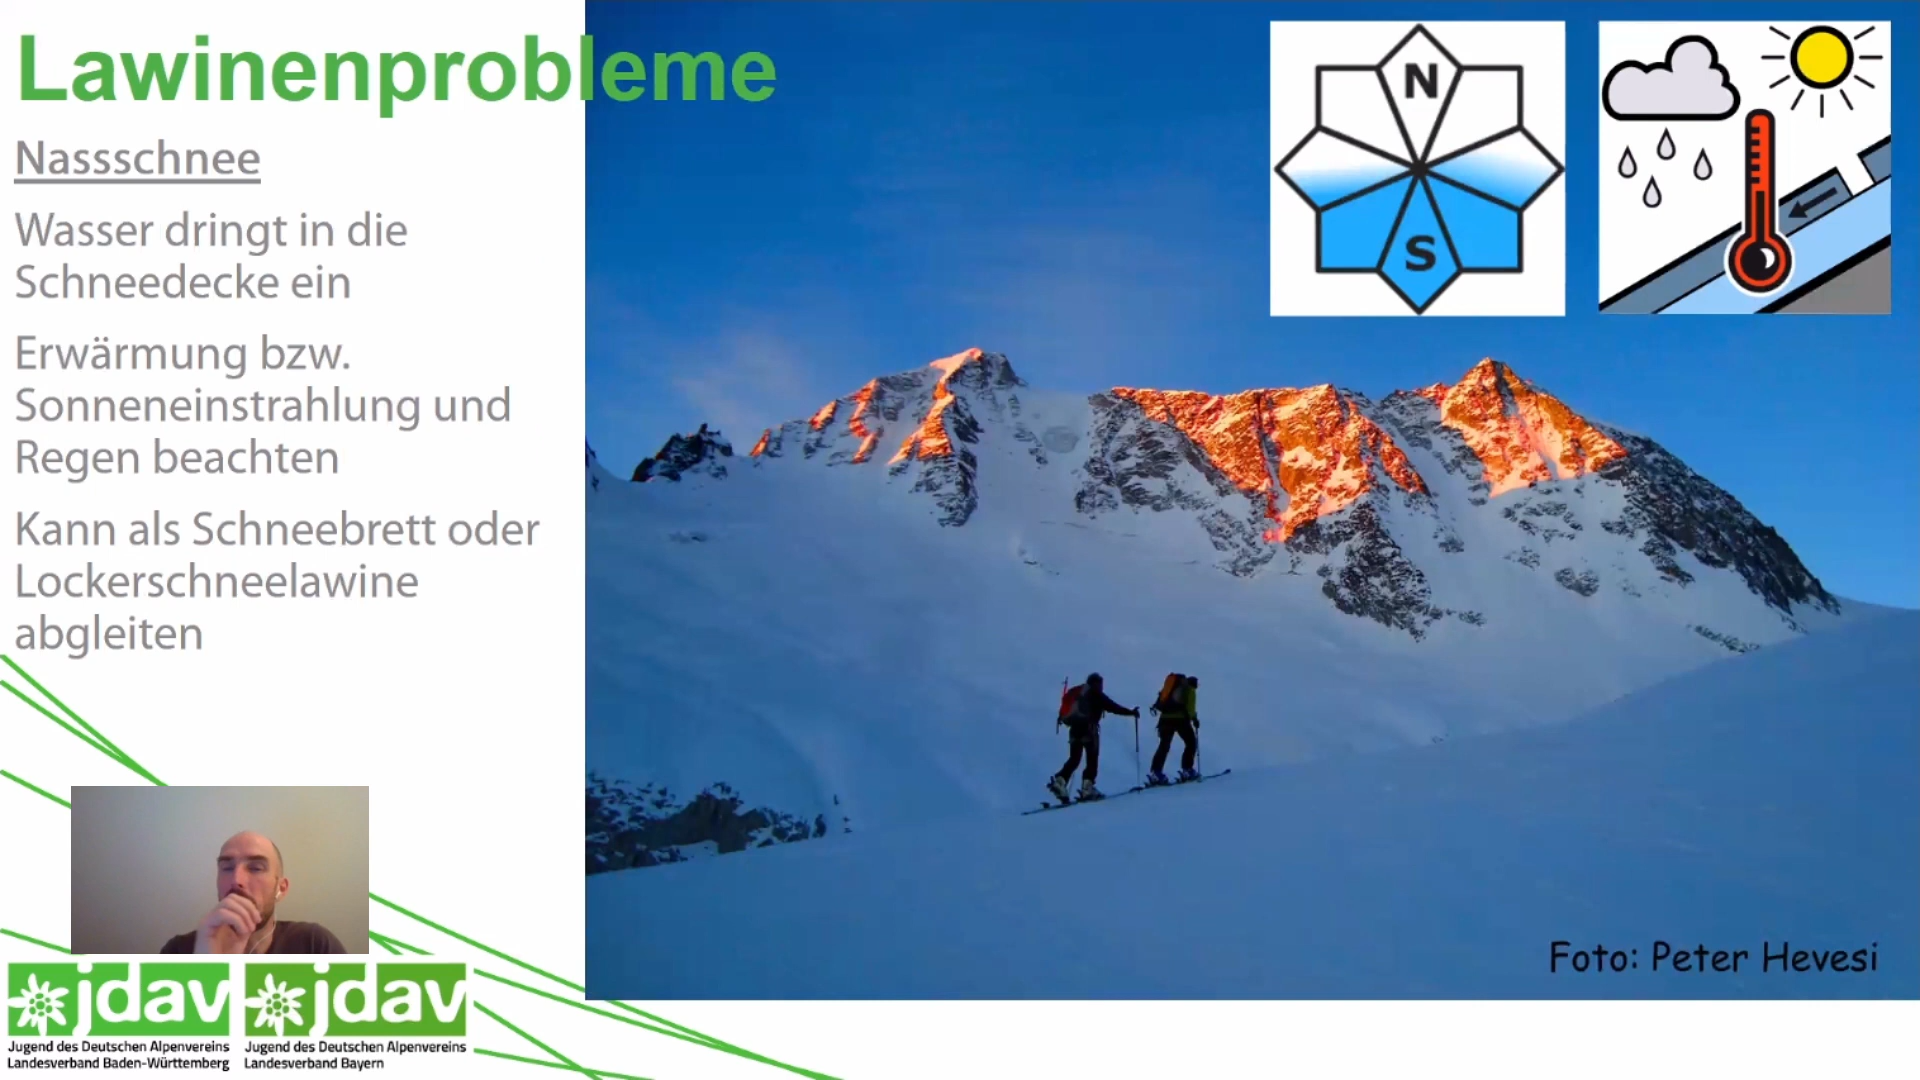 Lawinenprobleme
Nassschnee
Wasser dringt in die
Schneedecke ein
Erwärmung bzw.
Sonneneinstrahlung und
Regen beachten
Kann als Schneebrett oder
Lockerschneelawine
abgleiten
N
S
Foto: Peter Hevesi
jdav
Jugend des Deutschen Alpenvereins
Landesverband Baden-Württemberg
jdav
Jugend des Deutschen Alpenvereins
Landesverband Bayern